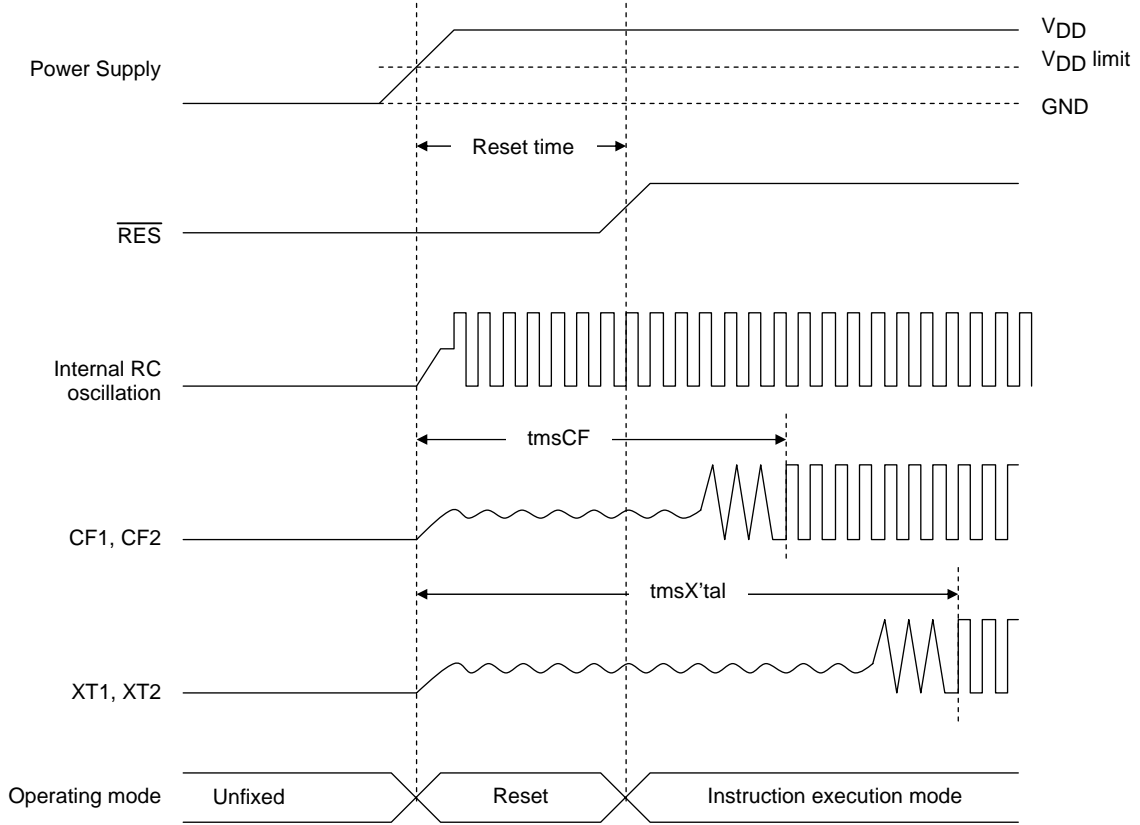 VDD
Power Supply
VDD limit
GND
Reset time
RES
Internal RC
oscillation
tmsCF
CF1, CF2
tmsX'tal
XT1, XT2
Operating mode
Unfixed
Reset
Instruction execution mode